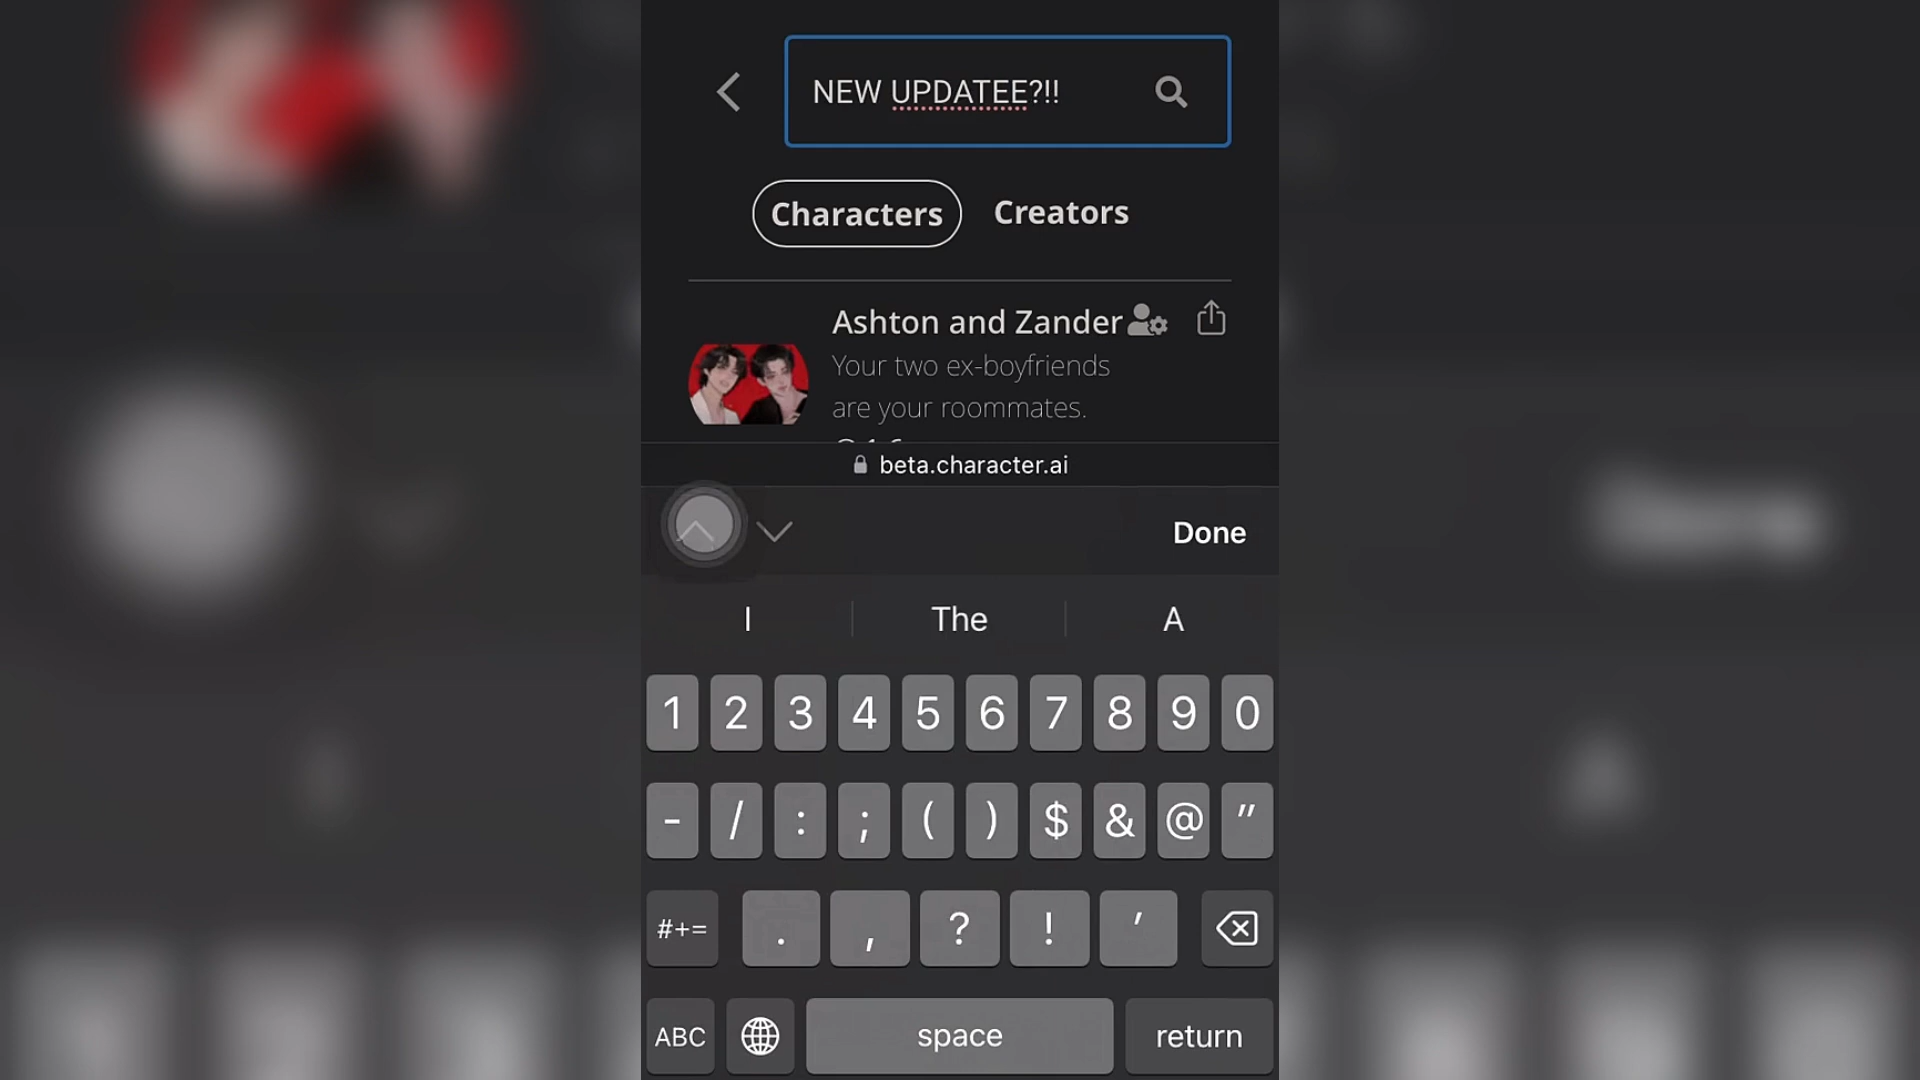 NEW UPDATEE?!!
Characters Creators
Ashton and Zander
Your two ex-boyfriends
are your roommates.
beta.character.ai
Done
I The A
1 2 3 4 5 6 7 8 9 0
- / : ; ( ) $ & @ "
#+= . , ? ! '
ABC space return